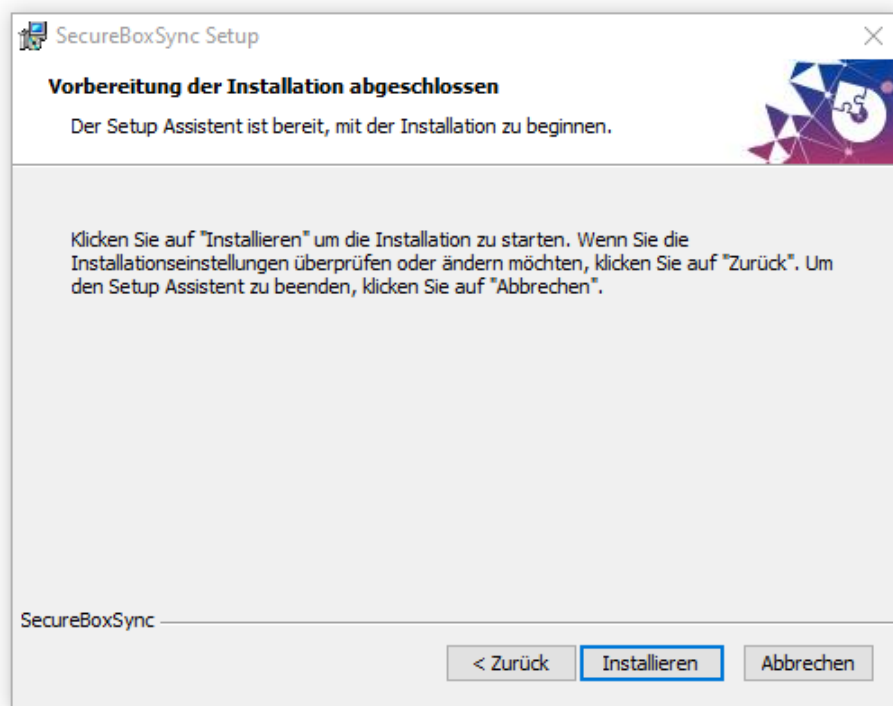 SecureBoxSync Setup
Vorbereitung der Installation abgeschlossen
Der Setup Assistent ist bereit, mit der Installation zu beginnen.
Klicken Sie auf "Installieren" um die Installation zu starten. Wenn Sie die
Installationseinstellungen überprüfen oder ändern möchten, klicken Sie auf "Zurück". Um
den Setup Assistent zu beenden, klicken Sie auf "Abbrechen".
SecureBoxSync
< Zurück Installieren Abbrechen